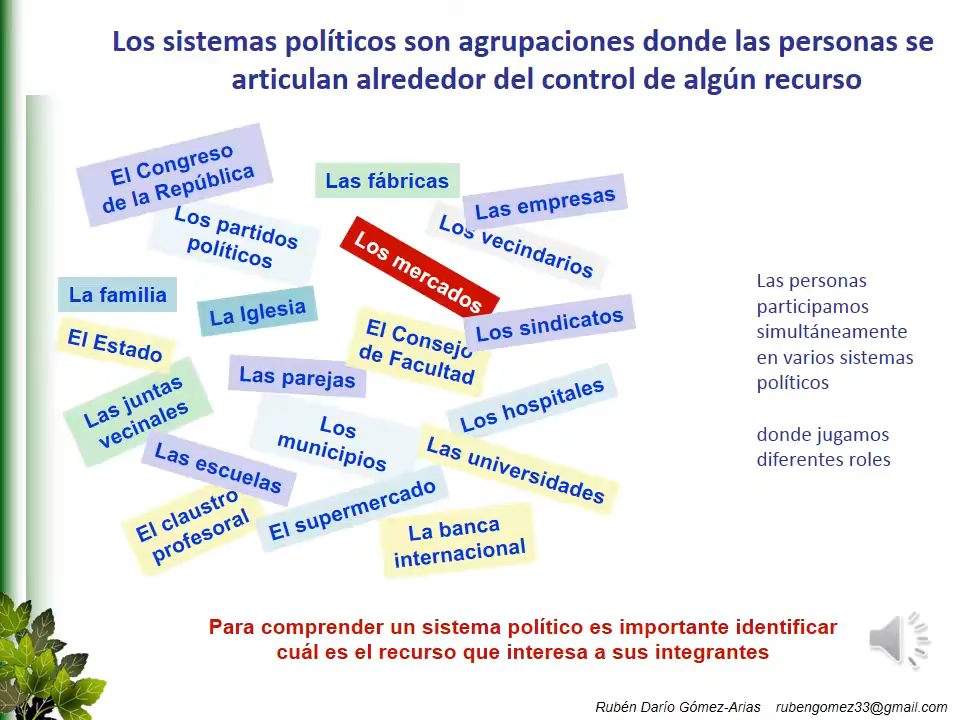 Los sistemas políticos son agrupaciones donde las personas se
articulan alrededor del control de algún recurso
El Congreso
de la República
Las fábricas
Las empresas
Los partidos
políticos
Los vecindarios
Los mercados
La familia
La Iglesia
El Estado
El Consejo
de Facultad
Los sindicatos
Las parejas
Las juntas
vecinales
Los hospitales
Los
municipios
Las universidades
Las escuelas
El claustro
profesoral
El supermercado
La banca
internacional
Las personas
participamos
simultáneamente
en varios sistemas
políticos
donde jugamos
diferentes roles
Para comprender un sistema político es importante identificar
cuál es el recurso que interesa a sus integrantes
Rubén Darío Gómez-Arias rubengomez33@gmail.com